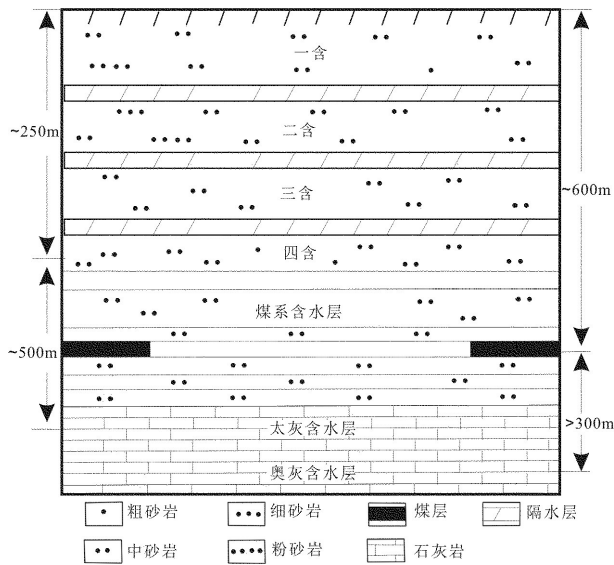 一含
二含
~250m
三含
~600m
四含
煤系含水层
~500m
太灰含水层
>300m
奥灰含水层
粗砂岩 细砂岩 煤层 隔水层
中砂岩 粉砂岩 石灰岩